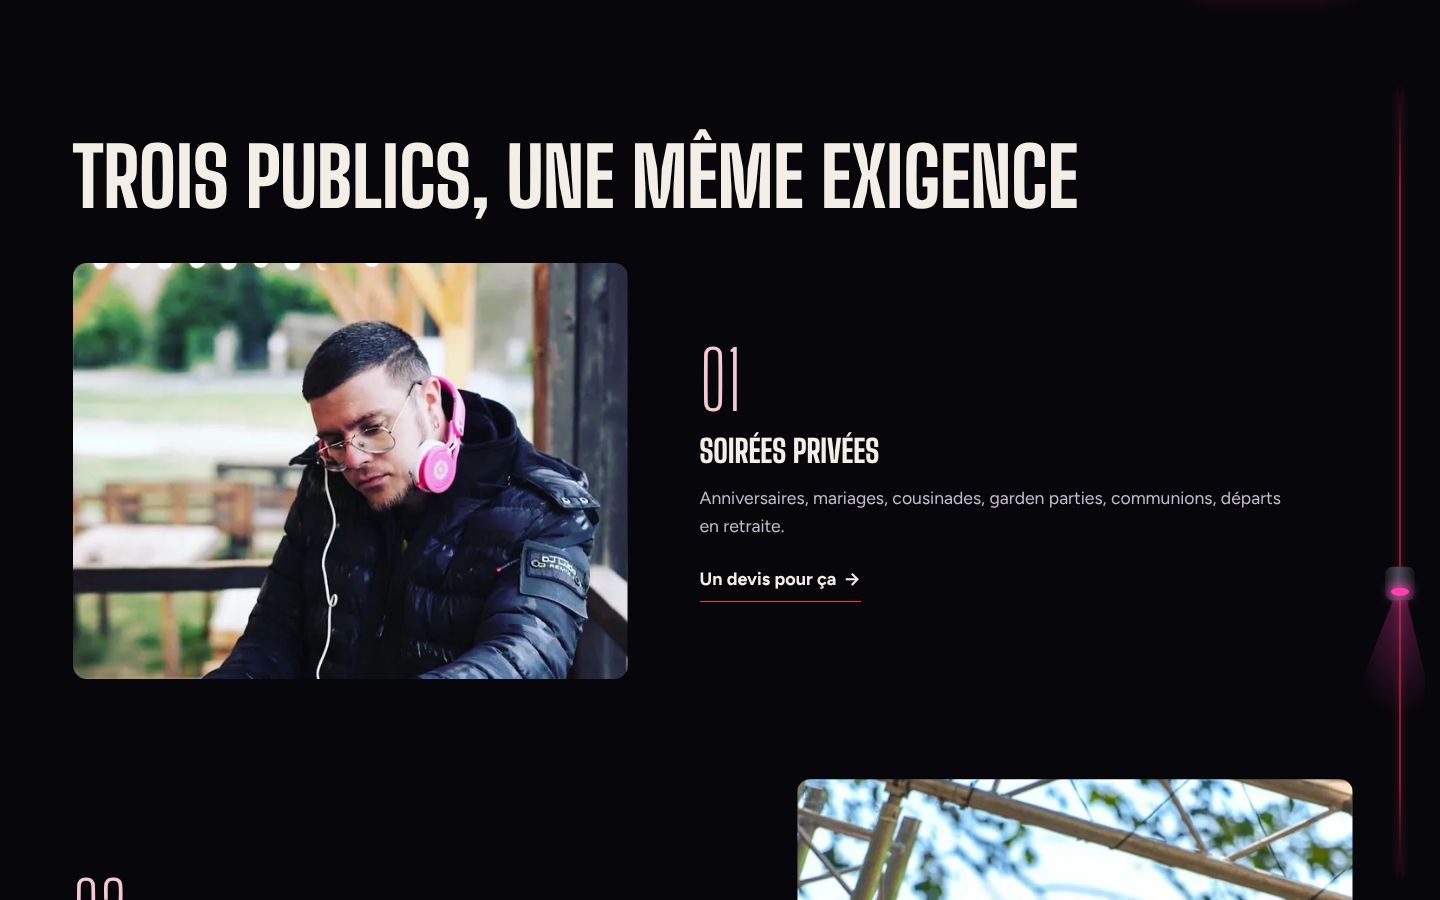 TROIS PUBLICS, UNE MÊME EXIGENCE
01
SOIRÉES PRIVÉES
Anniversaires, mariages, cousinades, garden parties, communions, départs
en retraite.
Un devis pour ça →